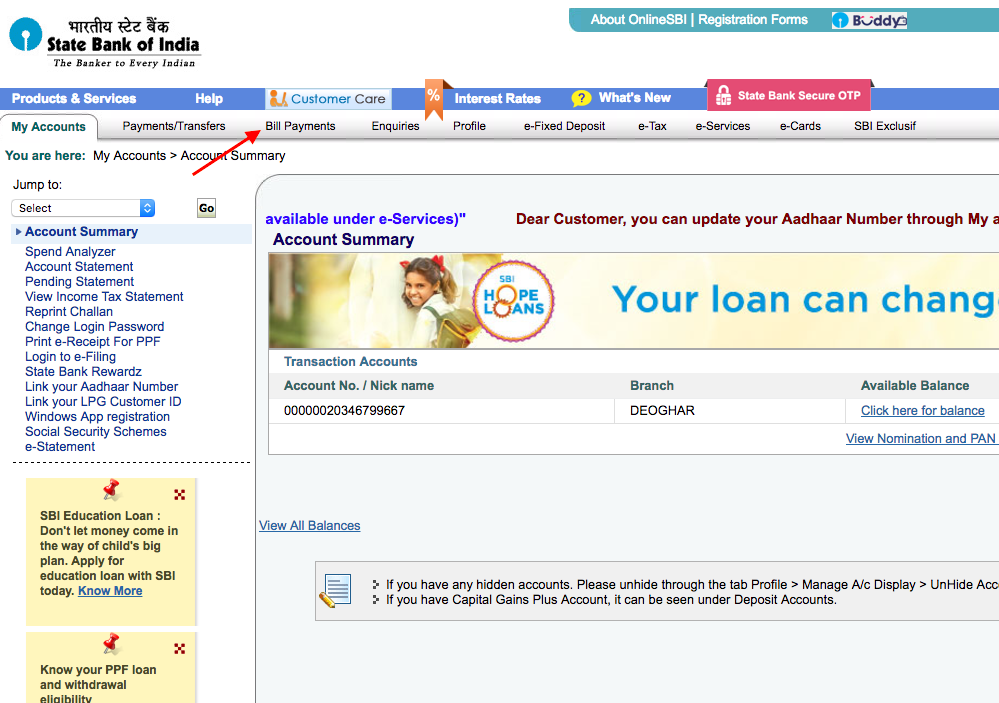 भारतीय स्टेट बैंक
State Bank of India
The Banker to Every Indian
About OnlineSBI | Registration Forms
Buddy
Products & Services
Help
Customer Care
%
Interest Rates
?
What's New
State Bank Secure OTP
My Accounts
Payments/Transfers
Bill Payments
Enquiries
Profile
e-Fixed Deposit
e-Tax
e-Services
e-Cards
SBI Exclusif
You are here: My Accounts > Account Summary
Jump to:
Select
Go
Account Summary
Spend Analyzer
Account Statement
Pending Statement
View Income Tax Statement
Reprint Challan
Change Login Password
Print e-Receipt For PPF
Login to e-Filing
State Bank Rewardz
Link your Aadhaar Number
Link your LPG Customer ID
Windows App registration
Social Security Schemes
e-Statement
SBI Education Loan :
Don't let money come in
the way of child's big
plan. Apply for
education loan with SBI
today. Know More
Know your PPF loan
and withdrawal
eligibility
available under e-Services)" Dear Customer, you can update your Aadhaar Number through My a
Account Summary
SBI
HOPE
LOANS
Your loan can chang
Transaction Accounts
Account No. / Nick name
Branch
Available Balance
00000020346799667
DEOGHAR
Click here for balance
View Nomination and PAN
View All Balances
If you have any hidden accounts. Please unhide through the tab Profile > Manage A/c Display > UnHide Acc
If you have Capital Gains Plus Account, it can be seen under Deposit Accounts.